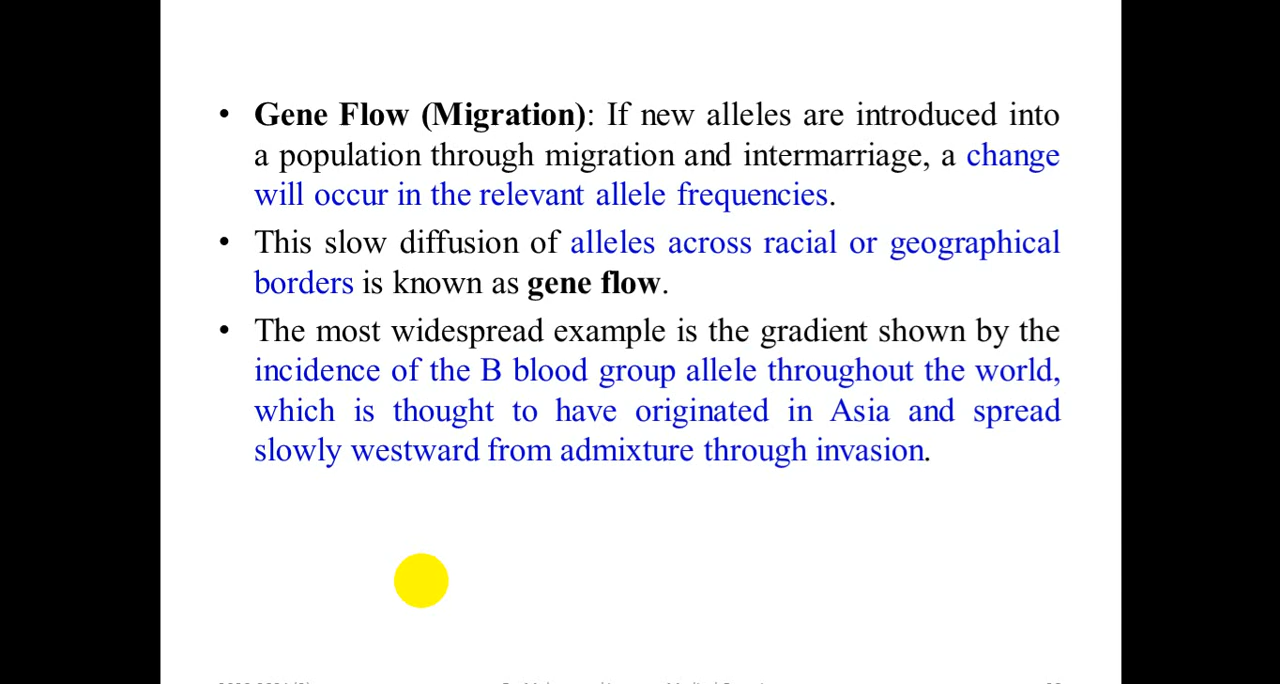 • Gene Flow (Migration): If new alleles are introduced into
a population through migration and intermarriage, a change
will occur in the relevant allele frequencies.
• This slow diffusion of alleles across racial or geographical
borders is known as gene flow.
• The most widespread example is the gradient shown by the
incidence of the B blood group allele throughout the world,
which is thought to have originated in Asia and spread
slowly westward from admixture through invasion.